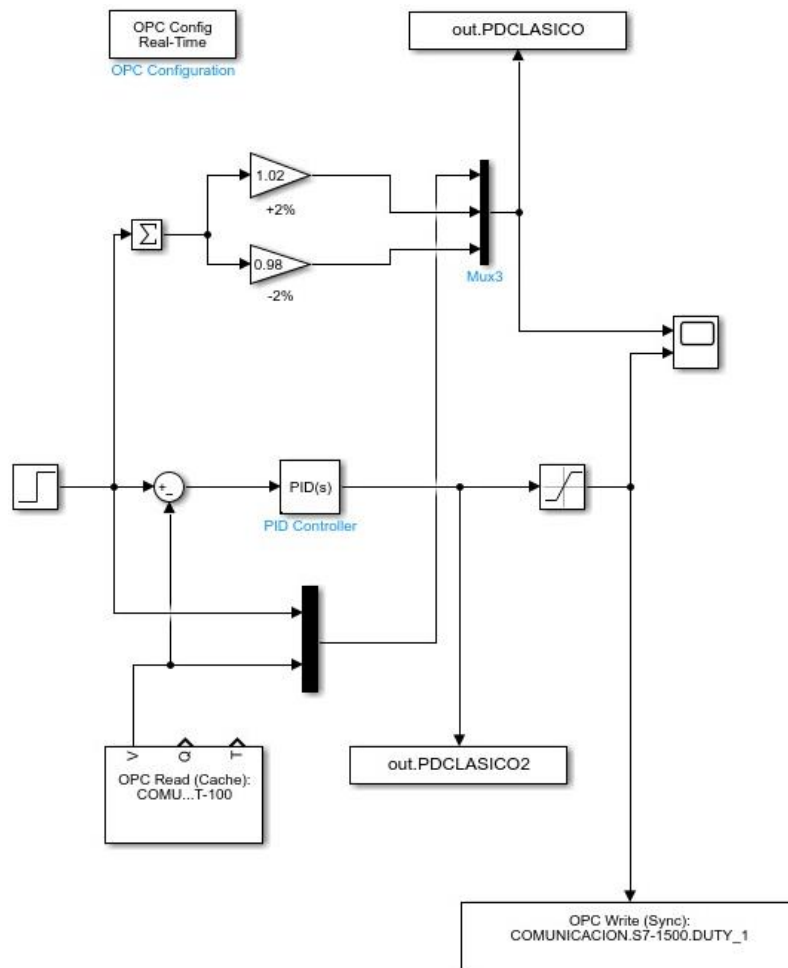 OPC Config
Real-Time
OPC Configuration
out.PDCLASICO
1.02
+2%
Σ
0.98
-2%
Mux3
+
-
PID(s)
PID Controller
V
Q
T
OPC Read (Cache):
COMU...T-100
out.PDCLASICO2
OPC Write (Sync):
COMUNICACION.S7-1500.DUTY_1